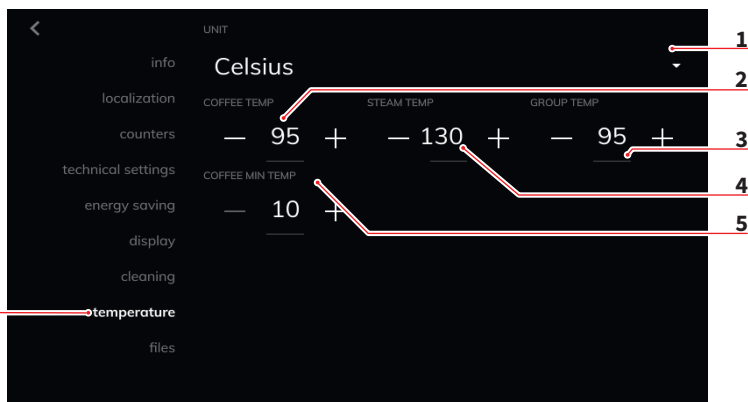 UNIT
Celsius
COFFEE TEMP
STEAM TEMP
GROUP TEMP
— 95 +
— 130 +
— 95 +
COFFEE MIN TEMP
— 10 +
info
localization
counters
technical settings
energy saving
display
cleaning
temperature
files
1
2
3
4
5